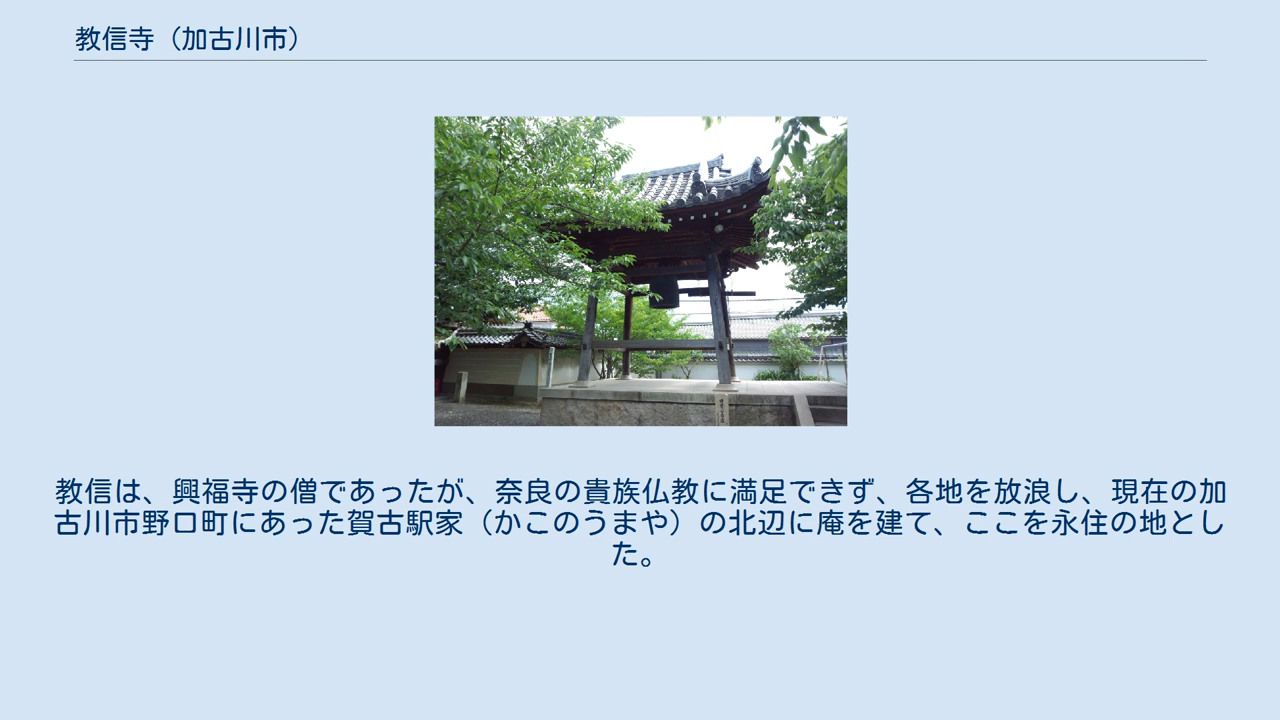 教信寺（加古川市）
教信は、興福寺の僧であったが、奈良の貴族仏教に満足できず、各地を放浪し、現在の加
古川市野口町にあった賀古駅家（かこのうまや）の北辺に庵を建て、ここを永住の地とし
た。